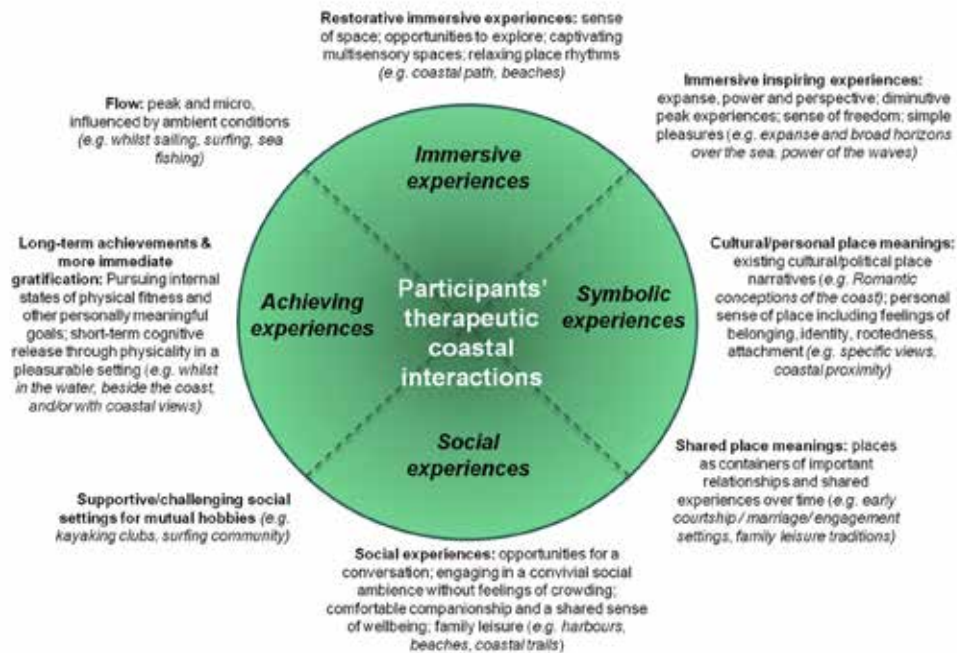 Restorative immersive experiences: sense
of space; opportunities to explore; captivating
multisensory spaces; relaxing place rhythms
(e.g. coastal path, beaches)
Flow: peak and micro,
influenced by ambient conditions
(e.g. whilst sailing, surfing, sea
fishing)
Immersive inspiring experiences:
expanse, power and perspective; diminutive
peak experiences; sense of freedom; simple
pleasures (e.g. expanse and broad horizons
over the sea, power of the waves)
Immersive
experiences
Long-term achievements &
more immediate
gratification: Pursuing internal
states of physical fitness and
other personally meaningful
goals; short-term cognitive
release through physicality in a
pleasurable setting (e.g. whilst
in the water, beside the coast,
and/or with coastal views)
Achieving
experiences
Participants'
therapeutic
coastal
interactions
Symbolic
experiences
Cultural/personal place meanings:
existing cultural/political place
narratives (e.g. Romantic
conceptions of the coast); personal
sense of place including feelings of
belonging, identity, rootedness,
attachment (e.g. specific views,
coastal proximity)
Social
experiences
Supportive/challenging social
settings for mutual hobbies (e.g.
kayaking clubs, surfing community)
Shared place meanings: places
as containers of important
relationships and shared
experiences over time (e.g. early
courtship / marriage/ engagement
settings, family leisure traditions)
Social experiences: opportunities for a
conversation; engaging in a convivial social
ambience without feelings of crowding;
comfortable companionship and a shared sense
of wellbeing; family leisure (e.g. harbours,
beaches, coastal trails)